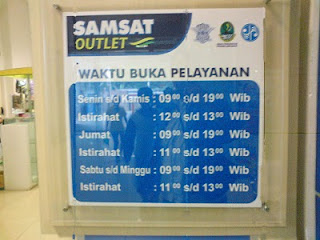 SAMSAT
OUTLET
WAKTU BUKA PELAYANAN
Senin s/d Kamis : 09 00 s/d 19 00 Wib
Istirahat : 12 00 s/d 13 00 Wib
Jumat : 09 00 s/d 19 00 Wib
Istirahat : 11 00 s/d 13 00 Wib
Sabtu s/d Minggu : 09 00 s/d 19 00 Wib
Istirahat : 11 00 s/d 13 00 Wib